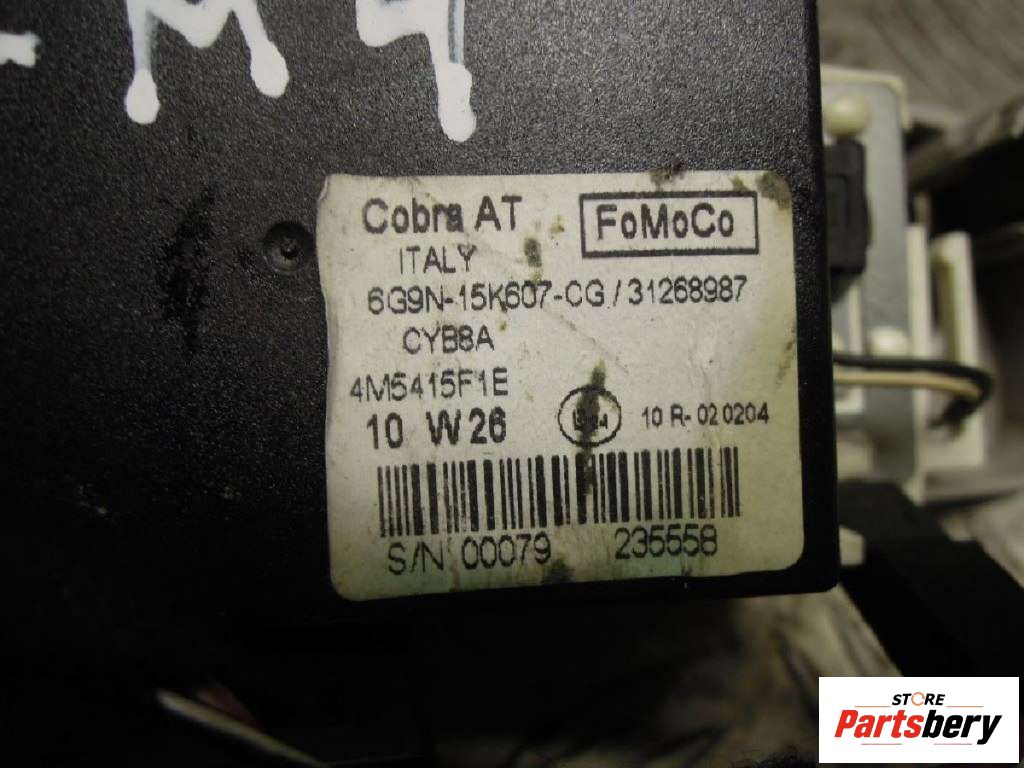 M4
Cobra AT FoMoCo
ITALY
6G9N-15K607-CG / 31268987
CYB8A
4M5415F1E
10 W26 10 R-02 0204
S/N 00079 235558
STORE
Partsbery